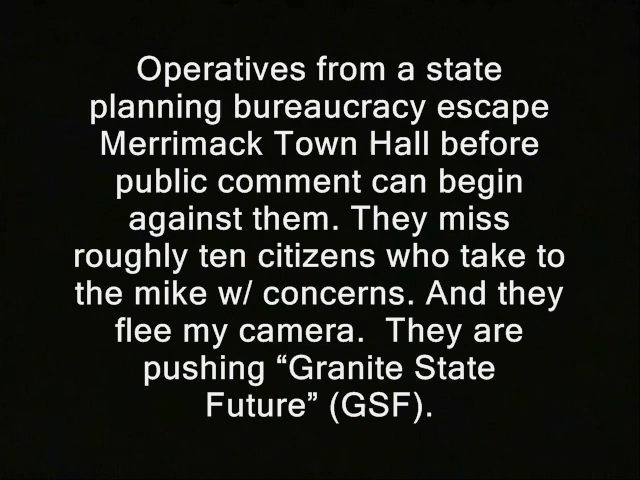 Operatives from a state
planning bureaucracy escape
Merrimack Town Hall before
public comment can begin
against them. They miss
roughly ten citizens who take to
the mike w/ concerns. And they
flee my camera.  They are
pushing “Granite State
Future” (GSF).